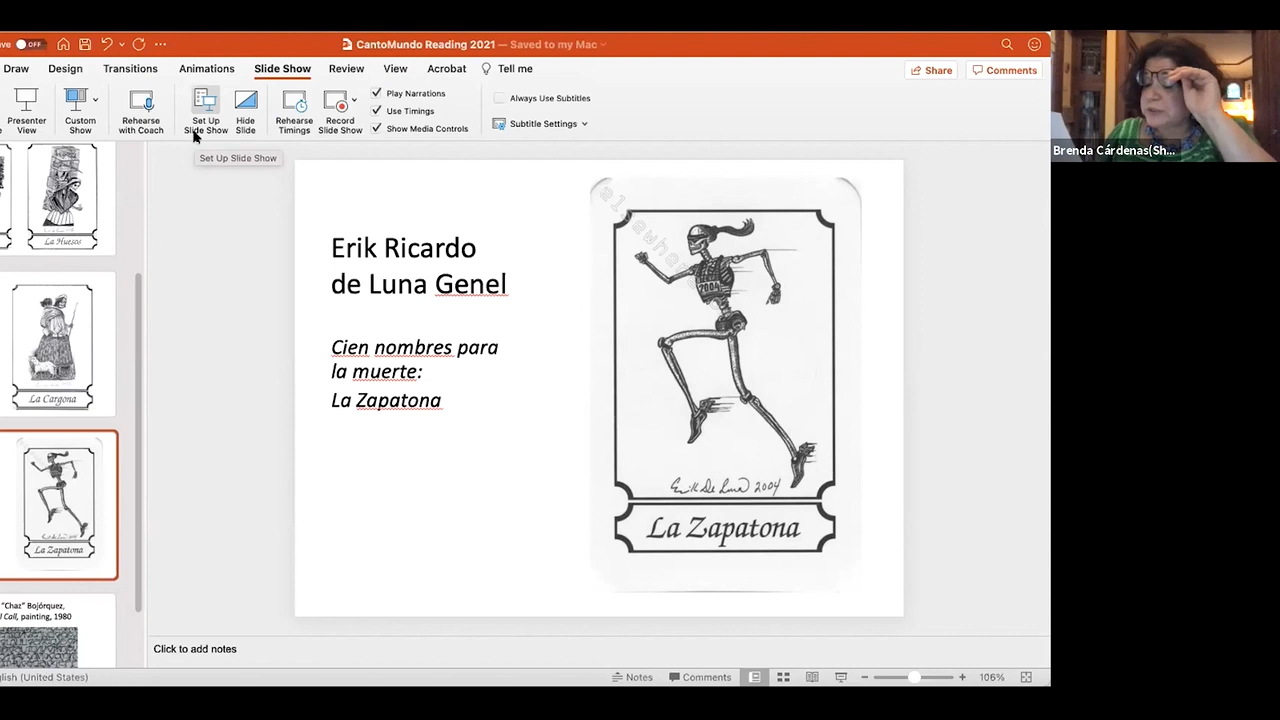 ve OFF
CantoMundo Reading 2021 — Saved to my Mac
Draw Design Transitions Animations Slide Show Review View Acrobat Tell me
Share Comments
Presenter View
Custom Show
Rehearse with Coach
Set Up Slide Show
Hide Slide
Rehearse Timings
Record Slide Show
Play Narrations
Use Timings
Show Media Controls
Always Use Subtitles
Subtitle Settings
Set Up Slide Show
Brenda Cárdenas(Sh...
La Huesos
La Cargona
La Zapatona
"Chaz" Bojórquez,
Call, painting, 1980
Erik Ricardo
de Luna Genel
Cien nombres para
la muerte:
La Zapatona
2004
Erik De Luna 2004
La Zapatona
Click to add notes
glish (United States)
Notes Comments 106%